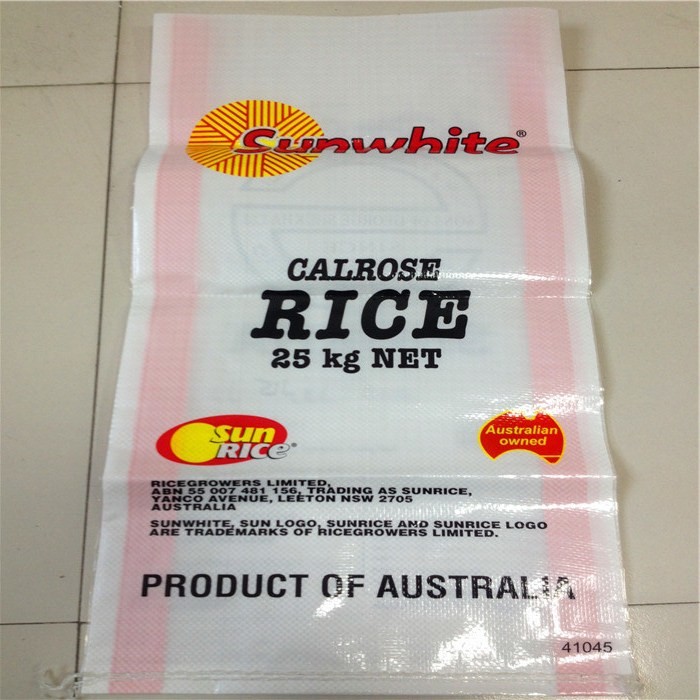 Sunwhite®
CALROSE
RICE
25 kg NET
Sun
RICE®
Australian
owned
RICEGROWERS LIMITED,
ABN 55 007 481 156, TRADING AS SUNRICE,
YANCO AVENUE, LEETON NSW 2705
AUSTRALIA
SUNWHITE, SUN LOGO, SUNRICE AND SUNRICE LOGO
ARE TRADEMARKS OF RICEGROWERS LIMITED.
PRODUCT OF AUSTRALIA
41045